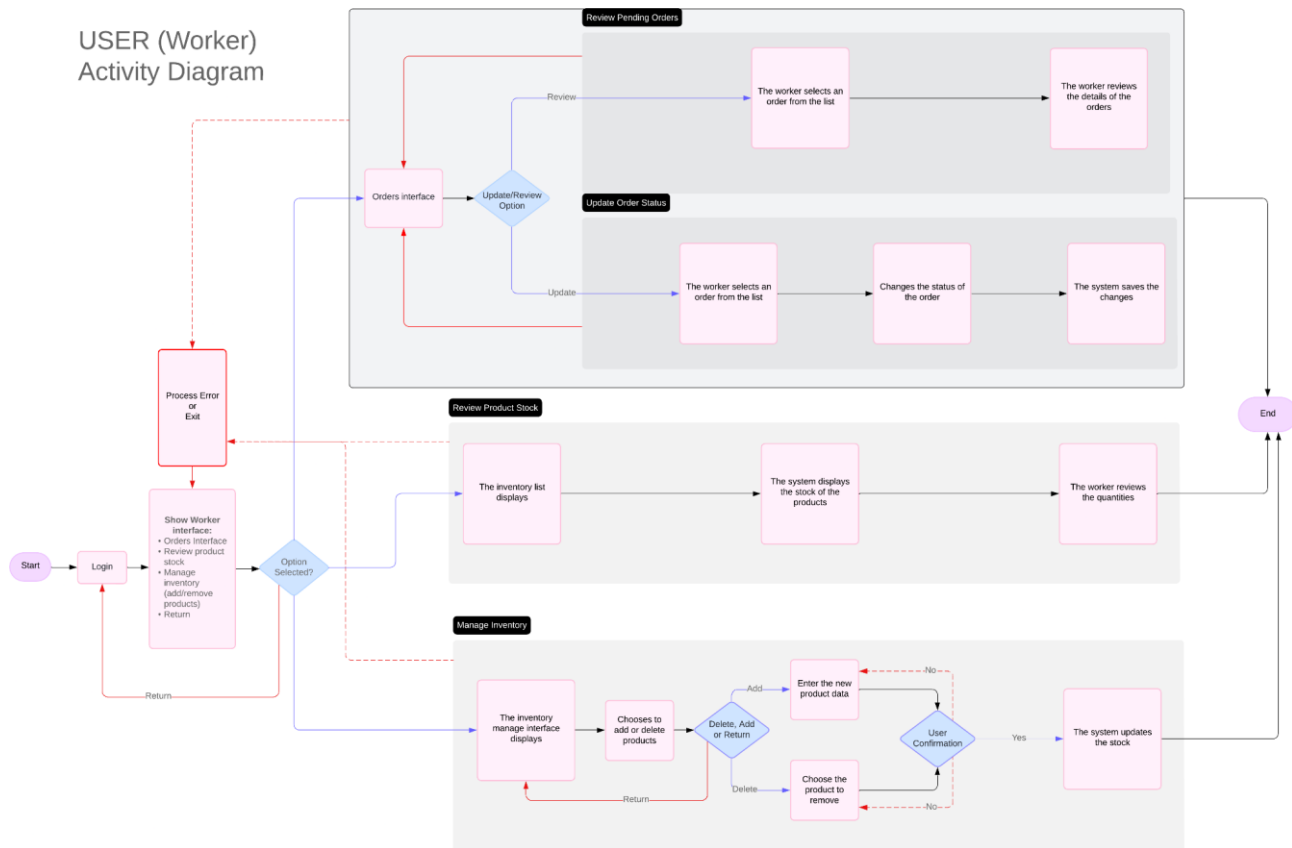 USER (Worker)
Activity Diagram
Review Pending Orders
The worker selects an
order from the list
The worker reviews
the details of the
orders
Review
Orders interface
Update/Review
Option
Update Order Status
Update
The worker selects an
order from the list
Changes the status of
the order
The system saves the
changes
Process Error
or
Exit
Review Product Stock
The inventory list
displays
The system displays
the stock of the
products
The worker reviews
the quantities
End
Start
Login
Show Worker
interface:
• Orders Interface
• Review product
stock
• Manage
inventory
(add/remove
products)
• Return
Option
Selected?
Return
Manage Inventory
The inventory
manage interface
displays
Chooses to
add or delete
products
Delete, Add
or Return
Add
Enter the new
product data
No
User
Confirmation
Yes
The system updates
the stock
Delete
Choose the
product to
remove
No
Return